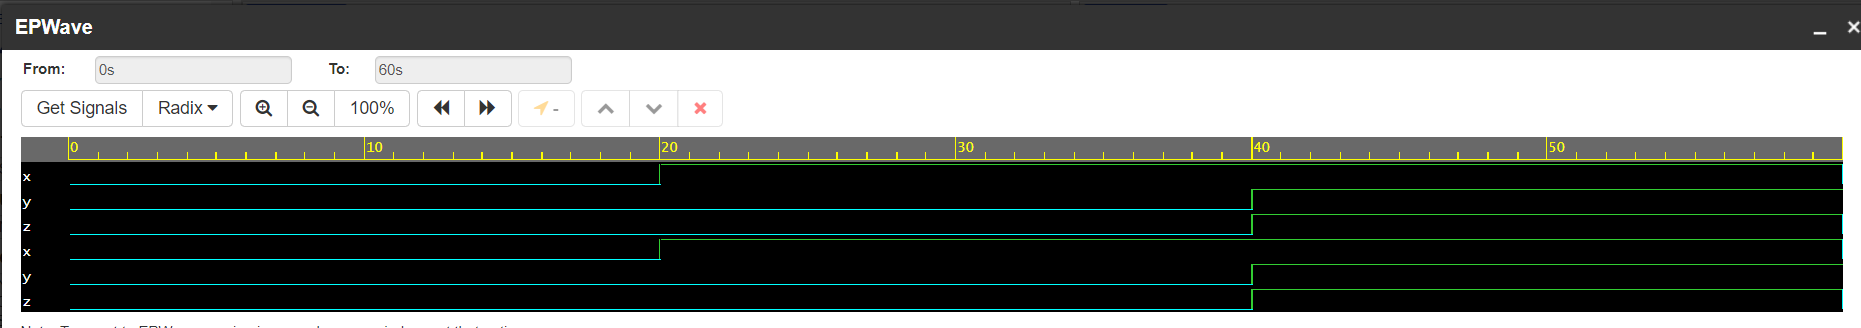 EPWave
From: 0s To: 60s
Get Signals Radix 100% -
0 10 20 30 40 50
x
y
z
x
y
z